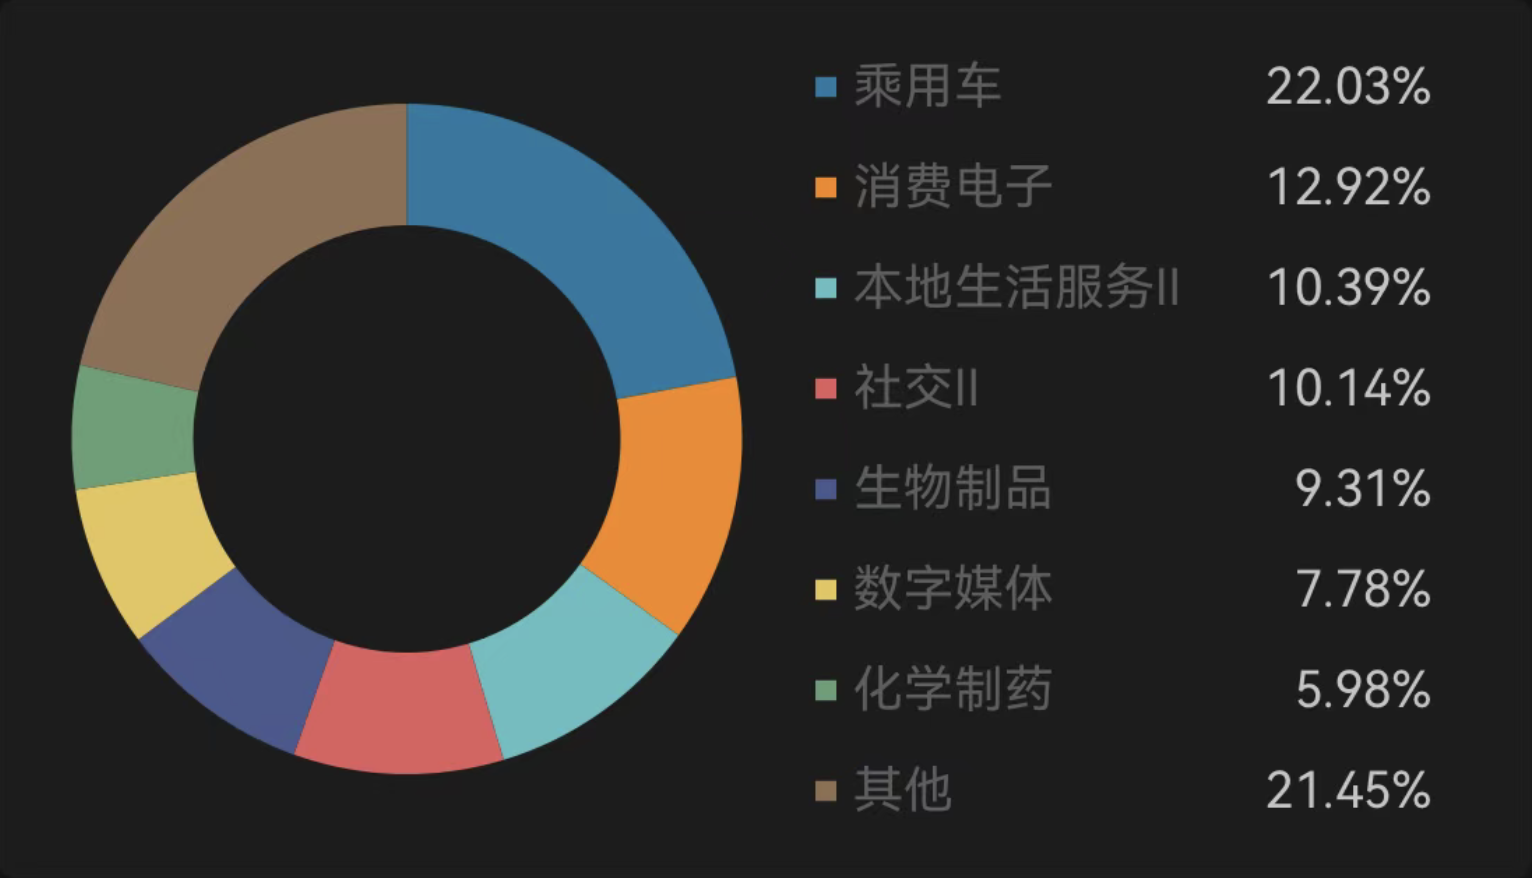 乘用车 22.03%
消费电子 12.92%
本地生活服务II 10.39%
社交II 10.14%
生物制品 9.31%
数字媒体 7.78%
化学制药 5.98%
其他 21.45%